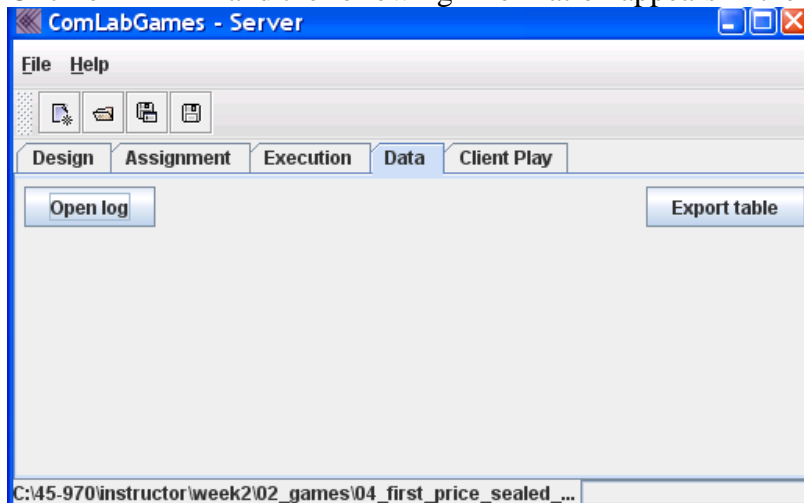 ComLabGames - Server
File Help
Design Assignment Execution Data Client Play
Open log Export table
C:\45-970\instructor\week2\02_games\04_first_price_sealed_...